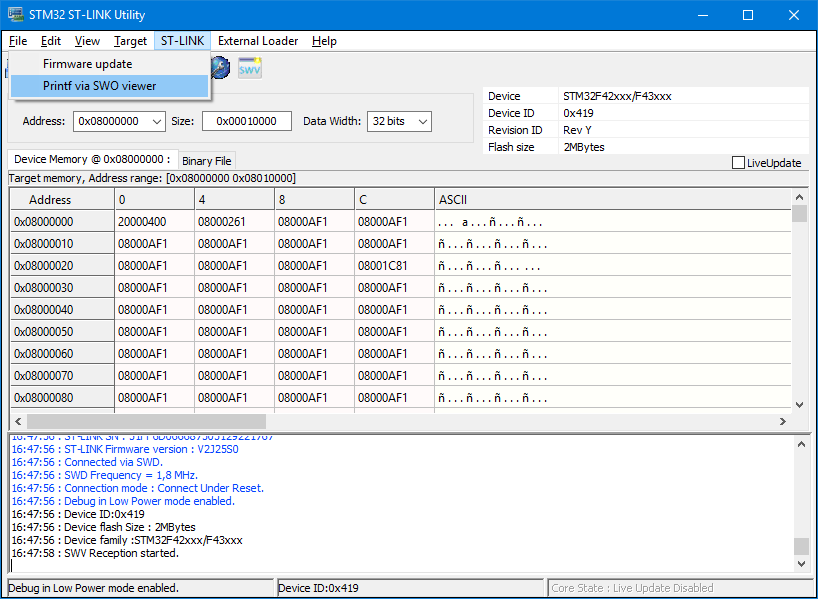 STM32 ST-LINK Utility
File Edit View Target ST-LINK External Loader Help
Firmware update
Printf via SWO viewer
SWV
Address: 0x08000000 Size: 0x00010000 Data Width: 32 bits
Device STM32F42xxx/F43xxx
Device ID 0x419
Revision ID Rev Y
Flash size 2MBytes
LiveUpdate
Device Memory @ 0x08000000 : Binary File
Target memory, Address range: [0x08000000 0x08010000]
Address 0 4 8 C ASCII
0x08000000 20000400 08000261 08000AF1 08000AF1 ... a...ñ...ñ...
0x08000010 08000AF1 08000AF1 08000AF1 08000AF1 ñ...ñ...ñ...ñ...
0x08000020 08000AF1 08000AF1 08000AF1 08001C81 ñ...ñ...ñ... ...
0x08000030 08000AF1 08000AF1 08000AF1 08000AF1 ñ...ñ...ñ...ñ...
0x08000040 08000AF1 08000AF1 08000AF1 08000AF1 ñ...ñ...ñ...ñ...
0x08000050 08000AF1 08000AF1 08000AF1 08000AF1 ñ...ñ...ñ...ñ...
0x08000060 08000AF1 08000AF1 08000AF1 08000AF1 ñ...ñ...ñ...ñ...
0x08000070 08000AF1 08000AF1 08000AF1 08000AF1 ñ...ñ...ñ...ñ...
0x08000080 08000AF1 08000AF1 08000AF1 08000AF1 ñ...ñ...ñ...ñ...
16:47:56 : ST-LINK SN :
16:47:56 : ST-LINK Firmware version : V2J25S0
16:47:56 : Connected via SWD.
16:47:56 : SWD Frequency = 1,8 MHz.
16:47:56 : Connection mode : Connect Under Reset.
16:47:56 : Debug in Low Power mode enabled.
16:47:56 : Device ID:0x419
16:47:56 : Device flash Size : 2MBytes
16:47:56 : Device family :STM32F42xxx/F43xxx
16:47:58 : SWV Reception started.
Debug in Low Power mode enabled. Device ID:0x419 Core State : Live Update Disabled